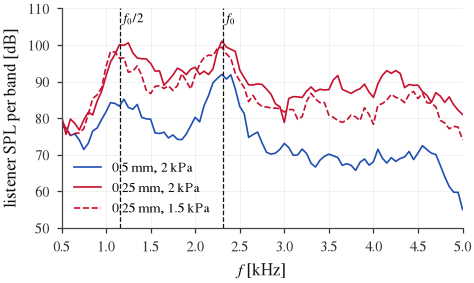 110
100
90
80
70
60
50
listener SPL per band [dB]
f₀/2
f₀
0.5 mm, 2 kPa
0.25 mm, 2 kPa
0.25 mm, 1.5 kPa
0.5 1.0 1.5 2.0 2.5 3.0 3.5 4.0 4.5 5.0
f [kHz]